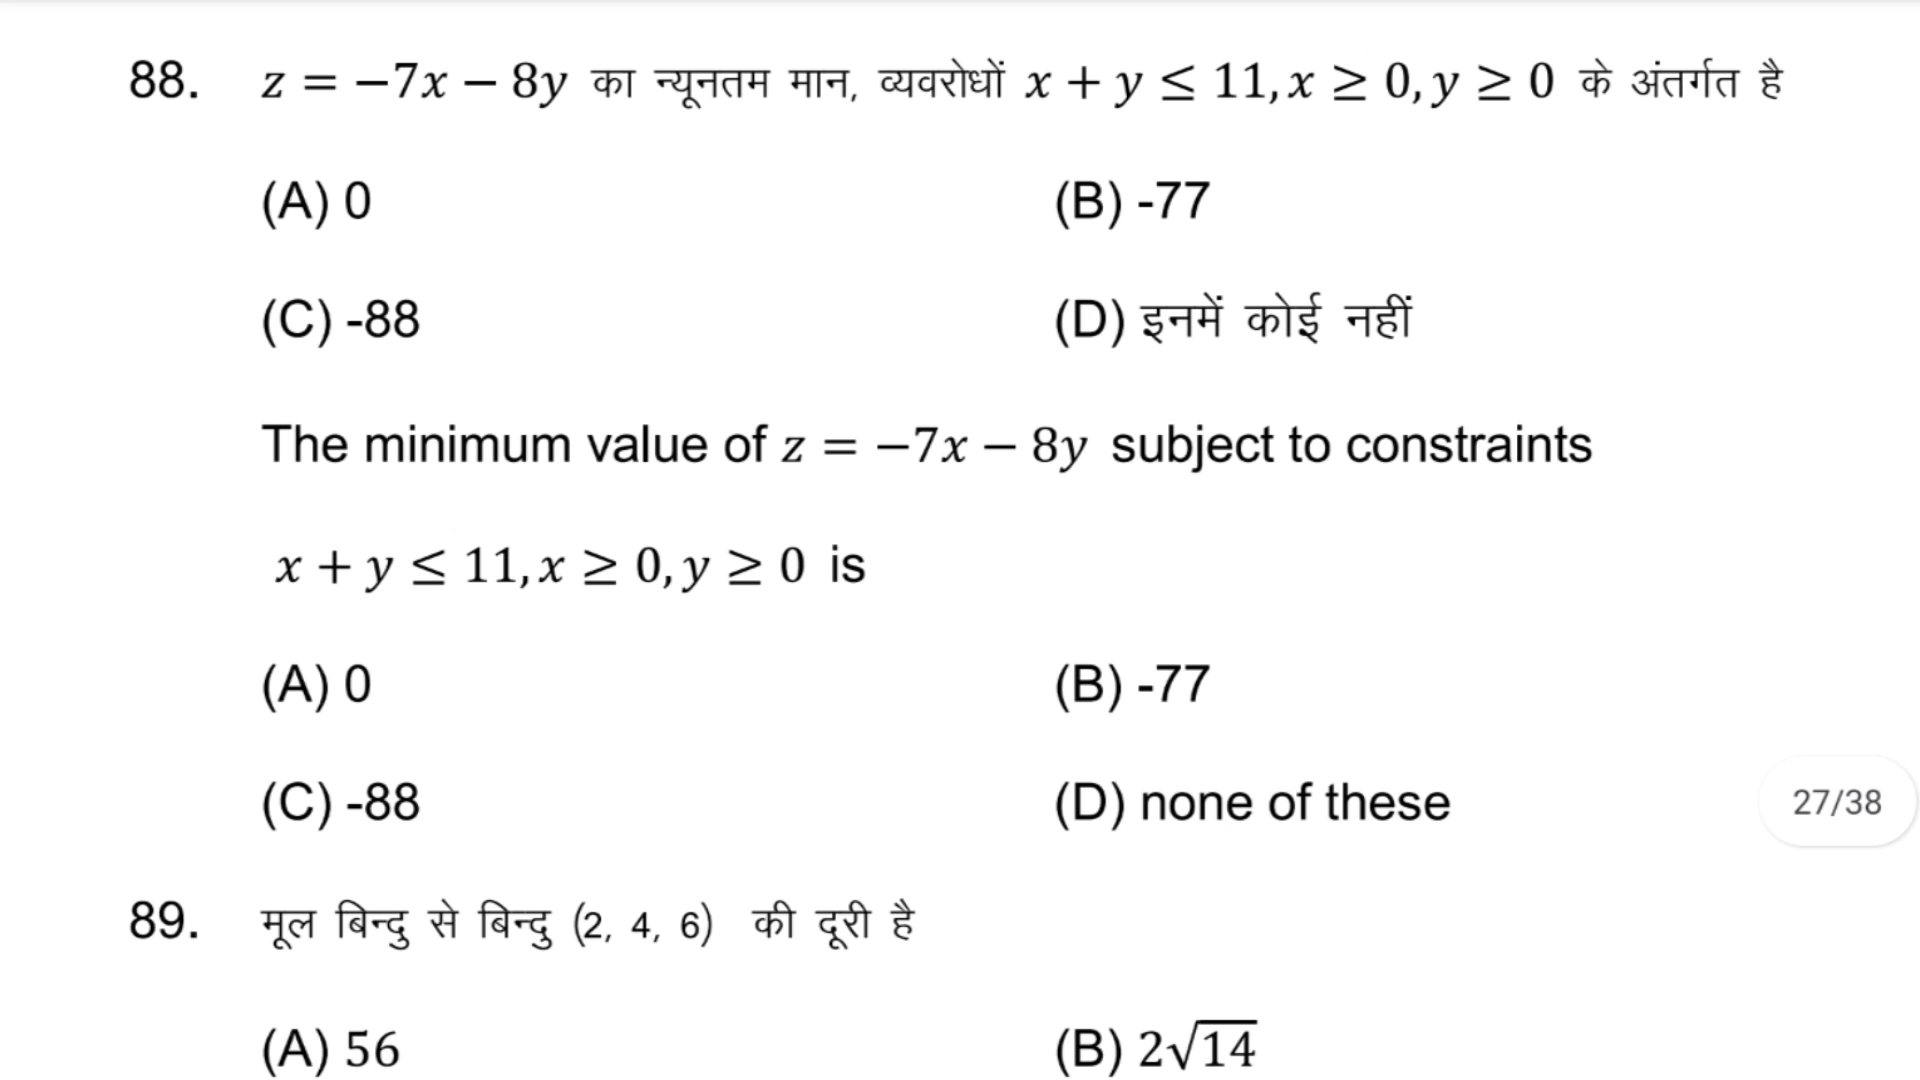 88. z = −7x − 8y का न्यूनतम मान, व्यवरोधों x + y ≤ 11, x ≥ 0, y ≥ 0 के अंतर्गत है
(A) 0 (B) -77
(C) -88 (D) इनमें कोई नहीं
The minimum value of z = −7x − 8y subject to constraints
x + y ≤ 11, x ≥ 0, y ≥ 0 is
(A) 0 (B) -77
(C) -88 (D) none of these
27/38
89. मूल बिन्दु से बिन्दु (2, 4, 6) की दूरी है
(A) 56 (B) 2√14